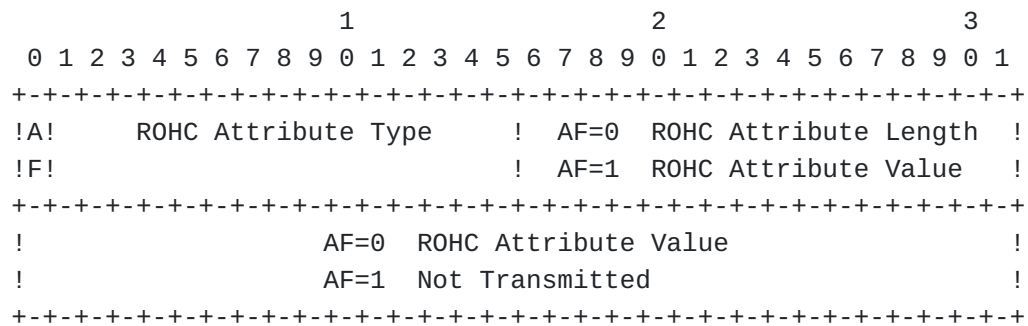 1                   2                   3
 0 1 2 3 4 5 6 7 8 9 0 1 2 3 4 5 6 7 8 9 0 1 2 3 4 5 6 7 8 9 0 1
+-+-+-+-+-+-+-+-+-+-+-+-+-+-+-+-+-+-+-+-+-+-+-+-+-+-+-+-+-+-+-+-+
!A!     ROHC Attribute Type     !  AF=0  ROHC Attribute Length  !
!F!                             !  AF=1  ROHC Attribute Value   !
+-+-+-+-+-+-+-+-+-+-+-+-+-+-+-+-+-+-+-+-+-+-+-+-+-+-+-+-+-+-+-+-+
!                   AF=0  ROHC Attribute Value                  !
!                   AF=1  Not Transmitted                       !
+-+-+-+-+-+-+-+-+-+-+-+-+-+-+-+-+-+-+-+-+-+-+-+-+-+-+-+-+-+-+-+-+